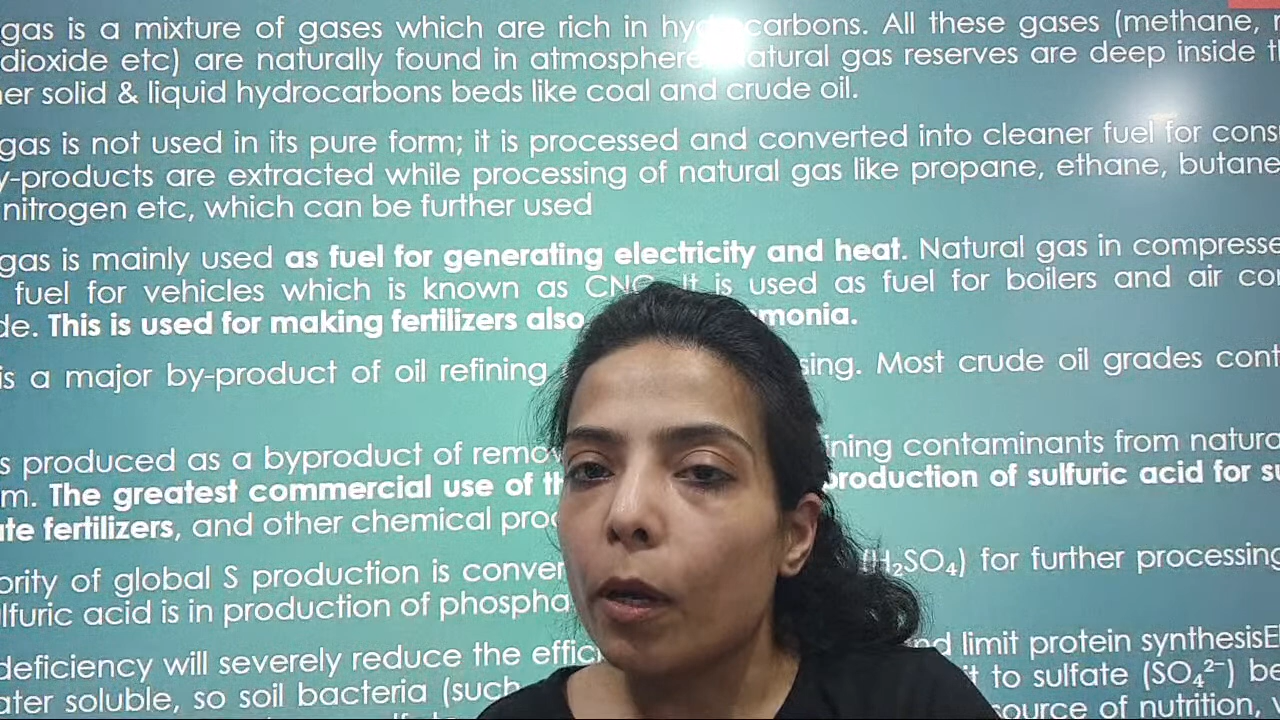 gas is a mixture of gases which are rich in hy carbons. All these gases (methane,
dioxide etc) are naturally found in atmosphere atural gas reserves are deep inside
er solid & liquid hydrocarbons beds like coal and crude oil.
gas is not used in its pure form; it is processed and converted into cleaner fuel for cons
y-products are extracted while processing of natural gas like propane, ethane, butane
nitrogen etc, which can be further used
gas is mainly used as fuel for generating electricity and heat. Natural gas in compresse
fuel for vehicles which is known as CNG. It is used as fuel for boilers and air co
de. This is used for making fertilizers also monia.
is a major by-product of oil refining sing. Most crude oil grades cont
s produced as a byproduct of remo ining contaminants from natura
m. The greatest commercial use of th production of sulfuric acid for su
te fertilizers, and other chemical pro
ority of global S production is conver (H₂SO₄) for further processing
lfuric acid is in production of phospha
deficiency will severely reduce the effic nd limit protein synthesisE
ater soluble, so soil bacteria (such it to sulfate (SO₄²⁻) be
source of nutrition,